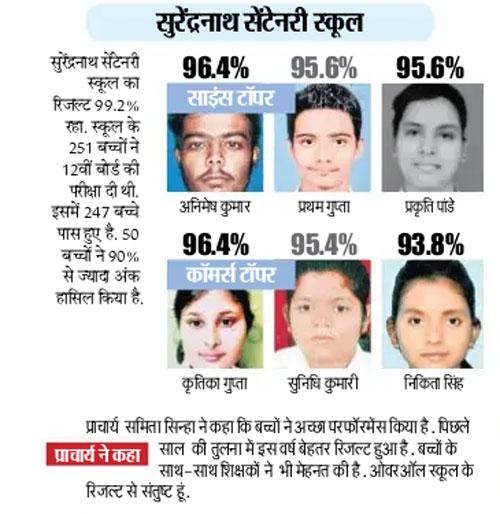 सुरेंद्रनाथ सेंटेनरी स्कूल
सुरेंद्रनाथ सेंटेनरी
स्कूल का
रिजल्ट 99.2%
रहा. स्कूल के
251 बच्चों ने
12वीं बोर्ड की
परीक्षा दी थी.
इसमें 247 बच्चे
पास हुए है. 50
बच्चों ने 90%
से ज्यादा अंक
हासिल किया है.
96.4% 95.6% 95.6%
साइंस टॉपर
अनिमेष कुमार प्रथम गुप्ता प्रकृति पांडे
96.4% 95.4% 93.8%
कॉमर्स टॉपर
कृतिका गुप्ता सुनिधि कुमारी निकिता सिंह
प्राचार्य ने कहा
प्राचार्य समिता सिन्हा ने कहा कि बच्चों ने अच्छा परफॉरमेंस किया है. पिछले
साल की तुलना में इस वर्ष बेहतर रिजल्ट हुआ है. बच्चों के
साथ-साथ शिक्षकों ने भी मेहनत की है. ओवरऑल स्कूल के
रिजल्ट से संतुष्ट हूं.